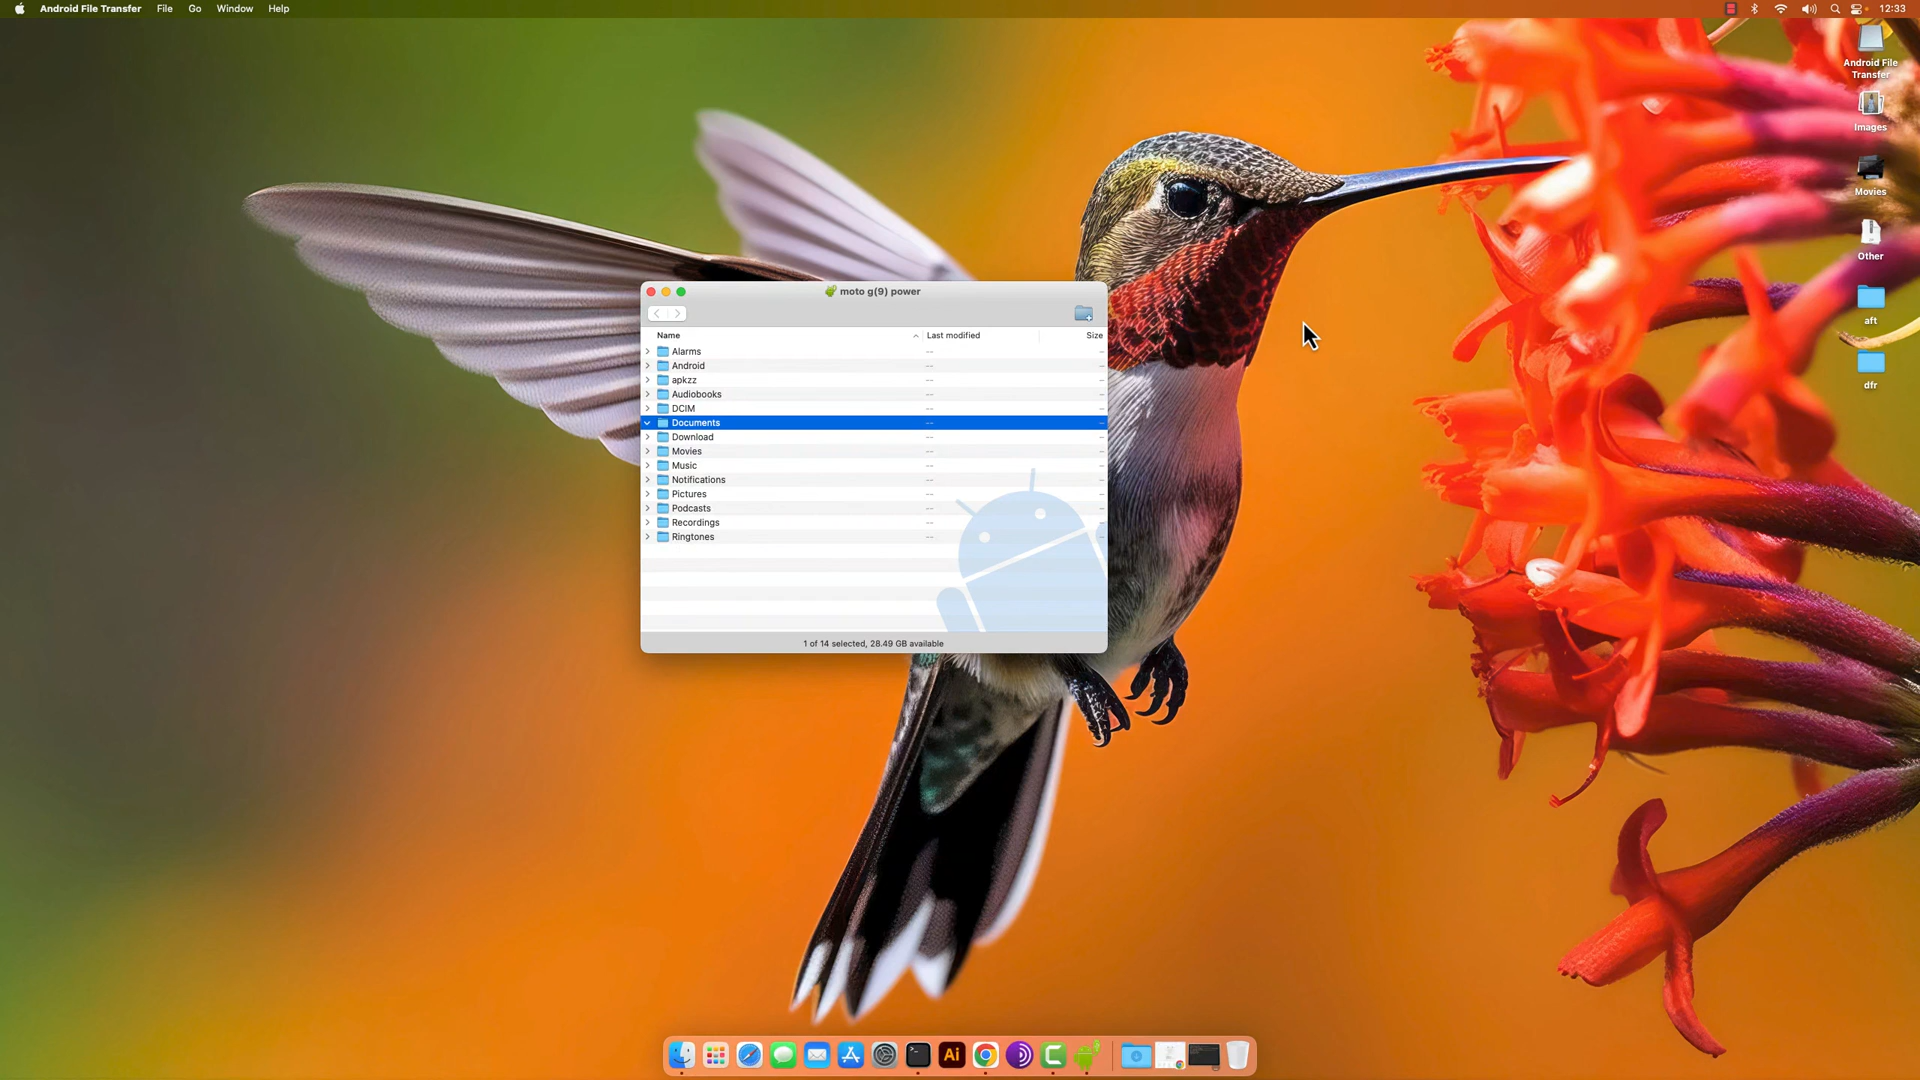 Android File Transfer File Go Window Help 12:33
Android File
Transfer
Images
Movies
Other
aft
dfr
moto g(9) power
Name Last modified Size
Alarms --
Android --
apkzz --
Audiobooks --
DCIM --
Documents --
Download --
Movies --
Music --
Notifications --
Pictures --
Podcasts --
Recordings --
Ringtones --
1 of 14 selected, 28.49 GB available
Ai